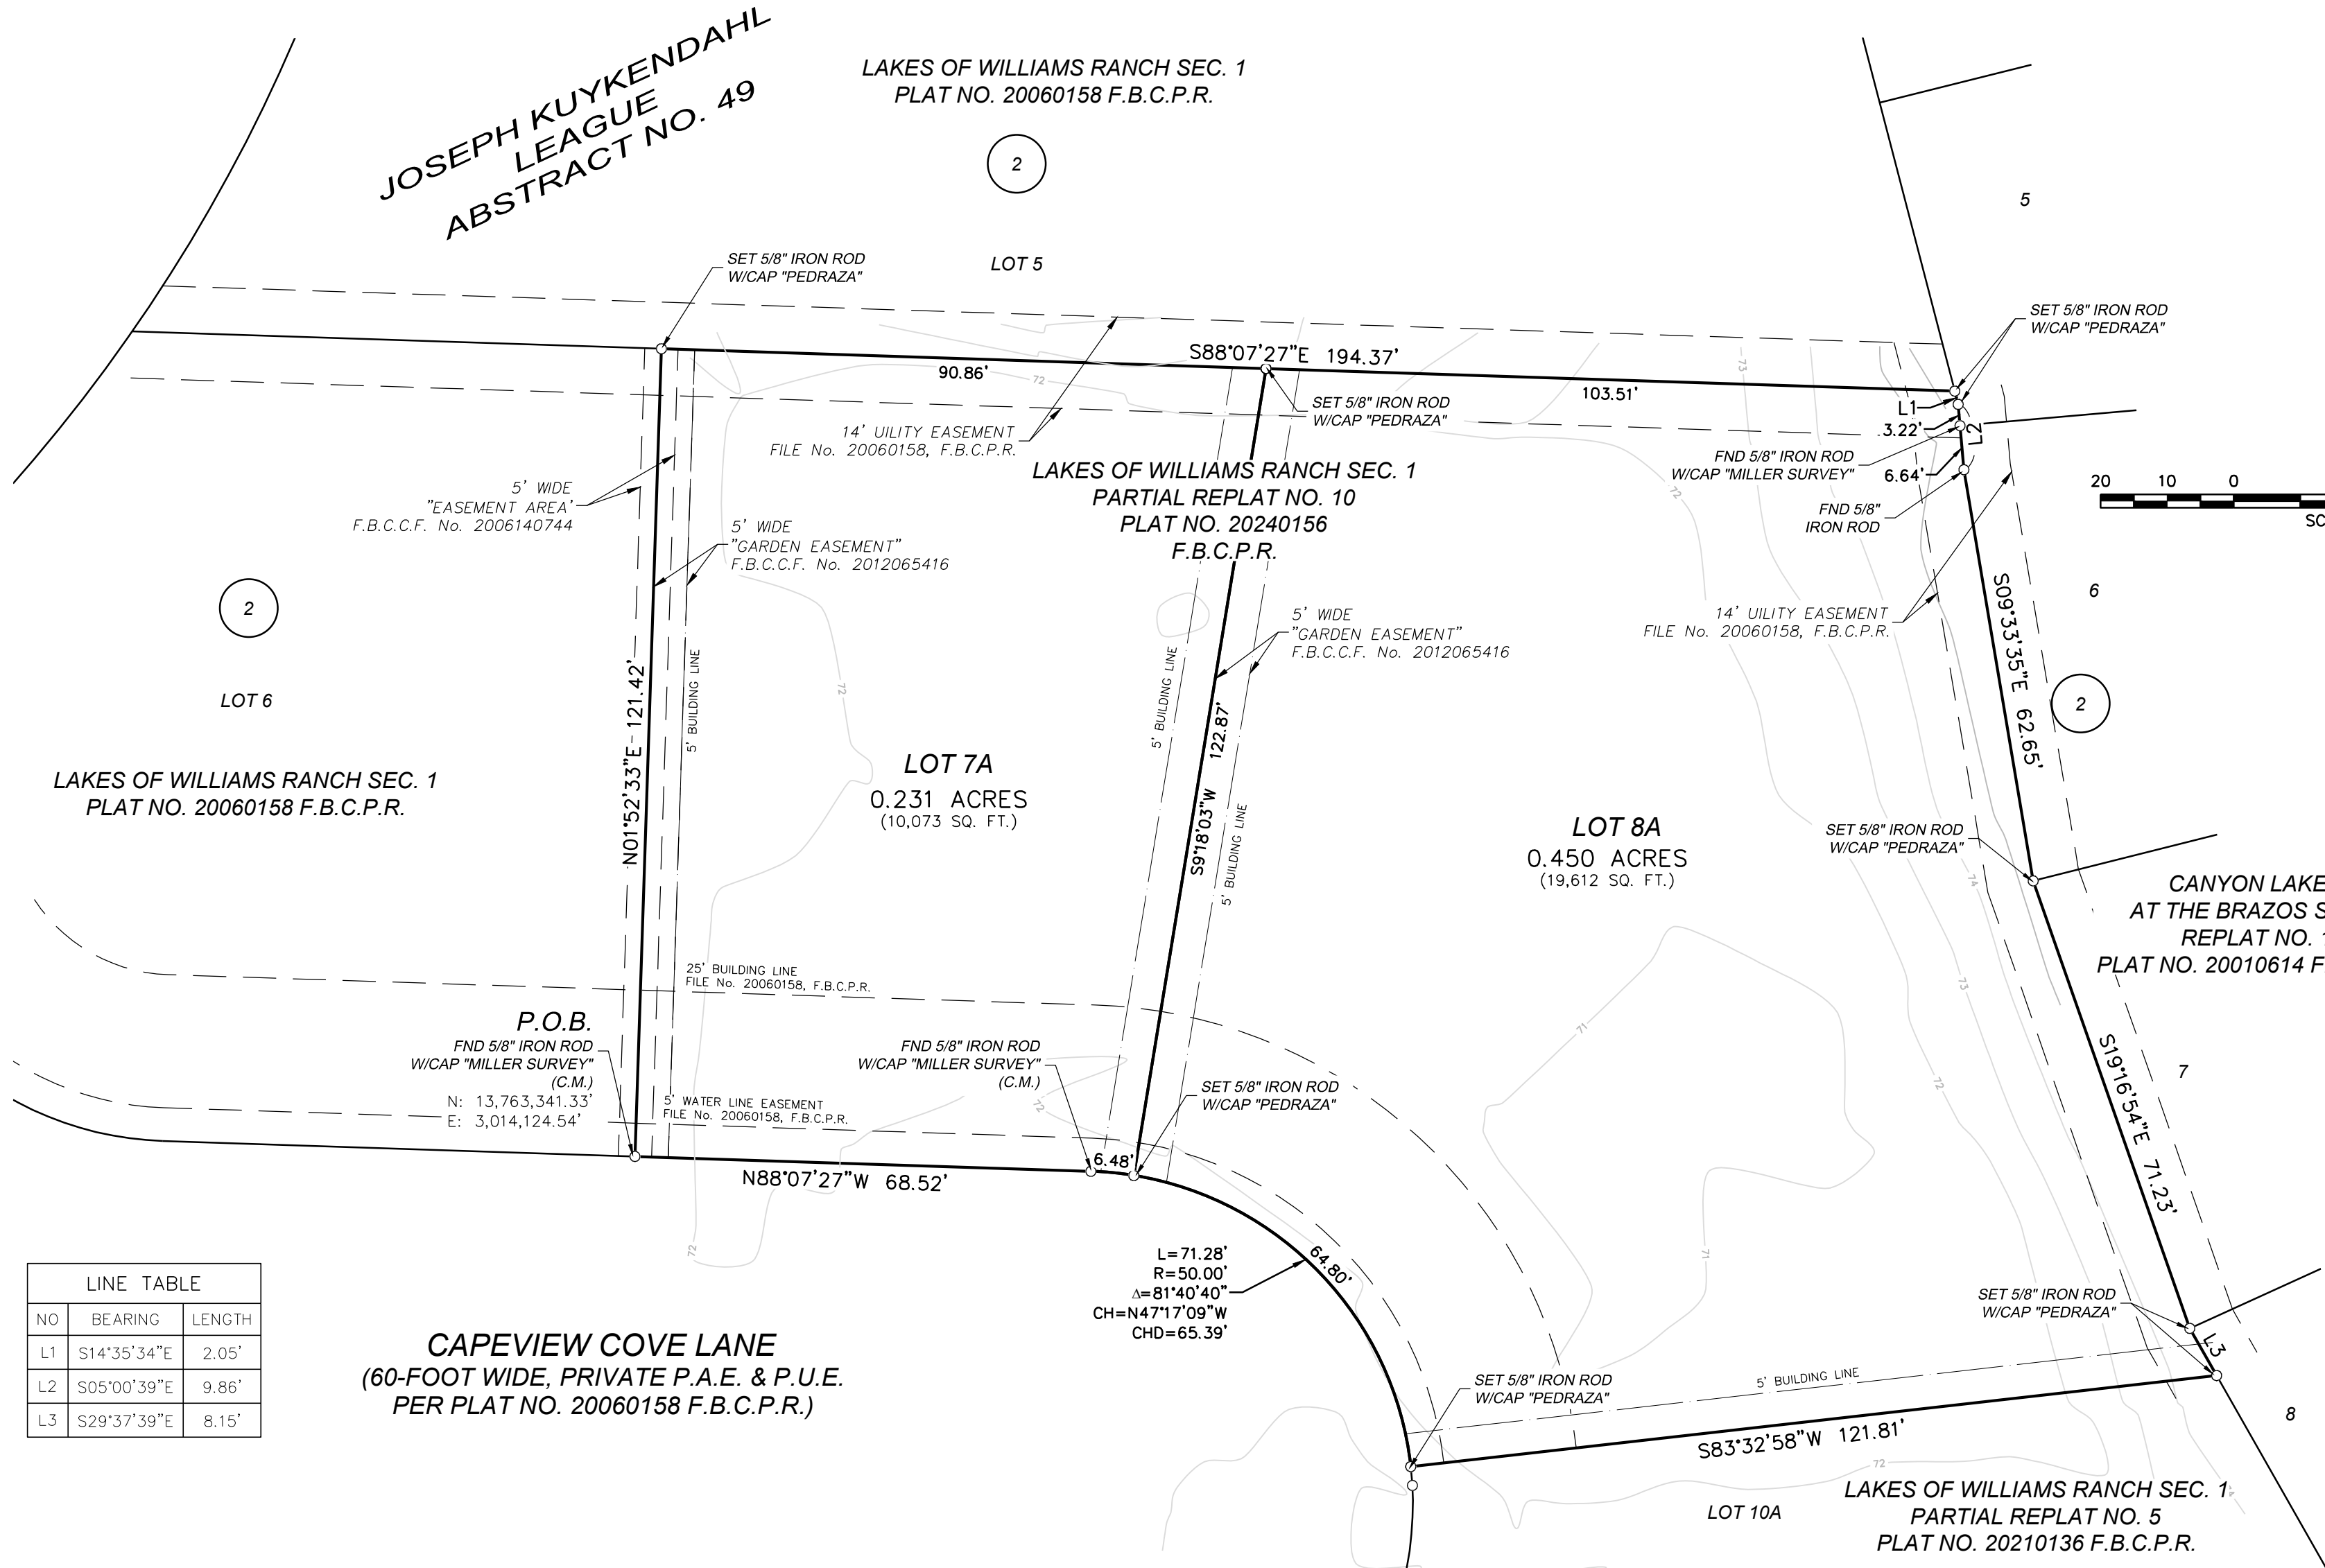 JOSEPH KUYKENDAHL
LEAGUE
ABSTRACT NO. 49
LAKES OF WILLIAMS RANCH SEC. 1
PLAT NO. 20060158 F.B.C.P.R.
2
LOT 5
5
SET 5/8" IRON ROD
W/CAP "PEDRAZA"
SET 5/8" IRON ROD
W/CAP "PEDRAZA"
S88°07'27"E 194.37'
90.86'
72
103.51'
73
SET 5/8" IRON ROD
W/CAP "PEDRAZA"
L1
3.22'
L2
14' UILITY EASEMENT
FILE No. 20060158, F.B.C.P.R.
FND 5/8" IRON ROD
W/CAP "MILLER SURVEY"
6.64'
LAKES OF WILLIAMS RANCH SEC. 1
PARTIAL REPLAT NO. 10
PLAT NO. 20240156
F.B.C.P.R.
72
20 10 0
SC
FND 5/8"
IRON ROD
5' WIDE
"EASEMENT AREA'
F.B.C.C.F. No. 2006140744
5' WIDE
"GARDEN EASEMENT"
F.B.C.C.F. No. 2012065416
2
6
S09°33'35"E 62.65'
14' UILITY EASEMENT
FILE No. 20060158, F.B.C.P.R.
5' WIDE
"GARDEN EASEMENT"
F.B.C.C.F. No. 2012065416
LOT 6
N01°52'33"E 121.42'
5' BUILDING LINE
72
5' BUILDING LINE
S9°18'03"W 122.87'
5' BUILDING LINE
2
LAKES OF WILLIAMS RANCH SEC. 1
PLAT NO. 20060158 F.B.C.P.R.
LOT 7A
0.231 ACRES
(10,073 SQ. FT.)
LOT 8A
0.450 ACRES
(19,612 SQ. FT.)
SET 5/8" IRON ROD
W/CAP "PEDRAZA"
74
CANYON LAKE
AT THE BRAZOS S
REPLAT NO. 1
PLAT NO. 20010614 F
25' BUILDING LINE
FILE No. 20060158, F.B.C.P.R.
73
71
P.O.B.
FND 5/8" IRON ROD
W/CAP "MILLER SURVEY"
(C.M.)
N: 13,763,341.33'
E: 3,014,124.54'
FND 5/8" IRON ROD
W/CAP "MILLER SURVEY"
(C.M.)
72
SET 5/8" IRON ROD
W/CAP "PEDRAZA"
72
7
S19°16'54"E 71.23'
5' WATER LINE EASEMENT
FILE No. 20060158, F.B.C.P.R.
6.48'
N88°07'27"W 68.52'
72
71
L=71.28'
R=50.00'
Δ=81°40'40"
CH=N47°17'09"W
CHD=65.39'
64.80'
SET 5/8" IRON ROD
W/CAP "PEDRAZA"
L3
LINE TABLE
NO BEARING LENGTH
L1 S14°35'34"E 2.05'
L2 S05°00'39"E 9.86'
L3 S29°37'39"E 8.15'
CAPEVIEW COVE LANE
(60-FOOT WIDE, PRIVATE P.A.E. & P.U.E.
PER PLAT NO. 20060158 F.B.C.P.R.)
SET 5/8" IRON ROD
W/CAP "PEDRAZA"
5' BUILDING LINE
8
S83°32'58"W 121.81'
72
LOT 10A
LAKES OF WILLIAMS RANCH SEC. 1
PARTIAL REPLAT NO. 5
PLAT NO. 20210136 F.B.C.P.R.